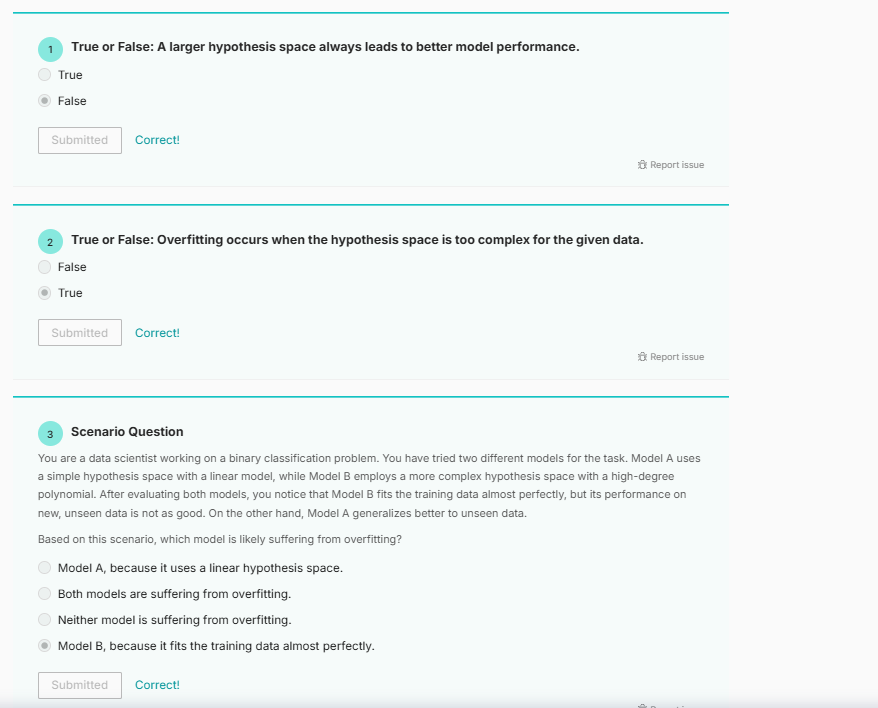 1
True or False: A larger hypothesis space always leads to better model performance.
True
False
Submitted
Correct!
Report issue
2
True or False: Overfitting occurs when the hypothesis space is too complex for the given data.
False
True
Submitted
Correct!
Report issue
3
Scenario Question
You are a data scientist working on a binary classification problem. You have tried two different models for the task. Model A uses
a simple hypothesis space with a linear model, while Model B employs a more complex hypothesis space with a high-degree
polynomial. After evaluating both models, you notice that Model B fits the training data almost perfectly, but its performance on
new, unseen data is not as good. On the other hand, Model A generalizes better to unseen data.
Based on this scenario, which model is likely suffering from overfitting?
Model A, because it uses a linear hypothesis space.
Both models are suffering from overfitting.
Neither model is suffering from overfitting.
Model B, because it fits the training data almost perfectly.
Submitted
Correct!